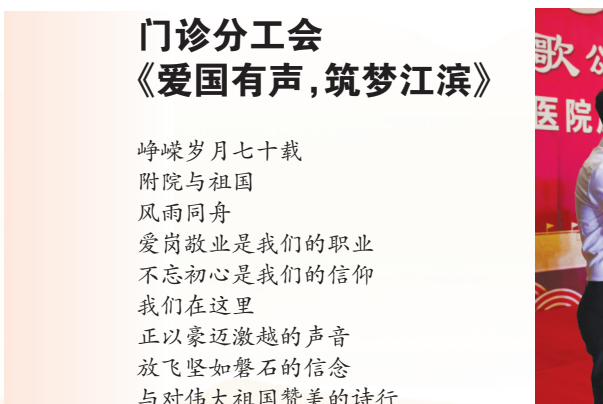 门诊分工会
《爱国有声,筑梦江滨》
峥嵘岁月七十载
附院与祖国
风雨同舟
爱岗敬业是我们的职业
不忘初心是我们的信仰
我们在这里
正以豪迈激越的声音
放飞坚如磐石的信念
与对伟大祖国赞美的诗行
歌
医院